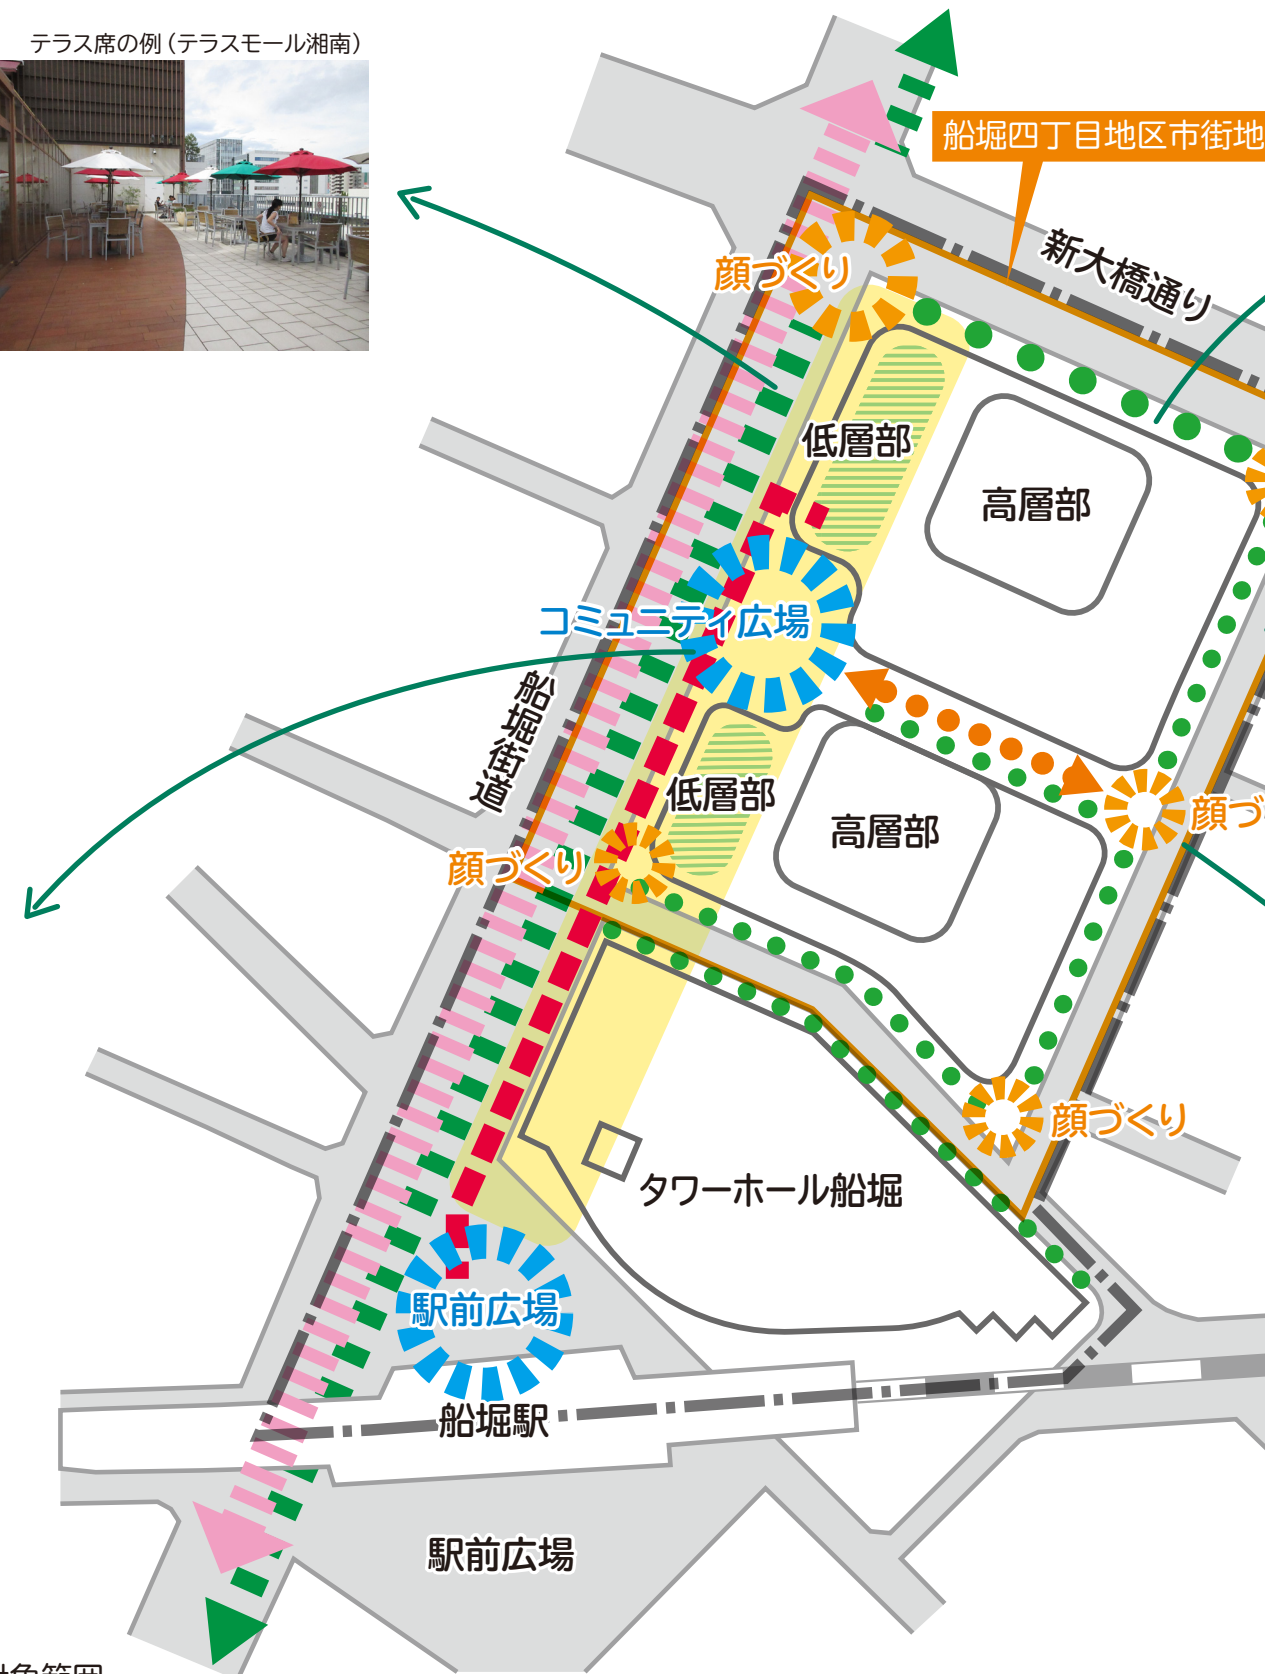 テラス席の例（テラスモール湘南）
船堀四丁目地区市街地
新大橋通り
顔づくり
低層部
高層部
コミュニティ広場
船堀街道
低層部
高層部
顔づ
顔づくり
顔づくり
タワーホール船堀
駅前広場
船堀駅
駅前広場